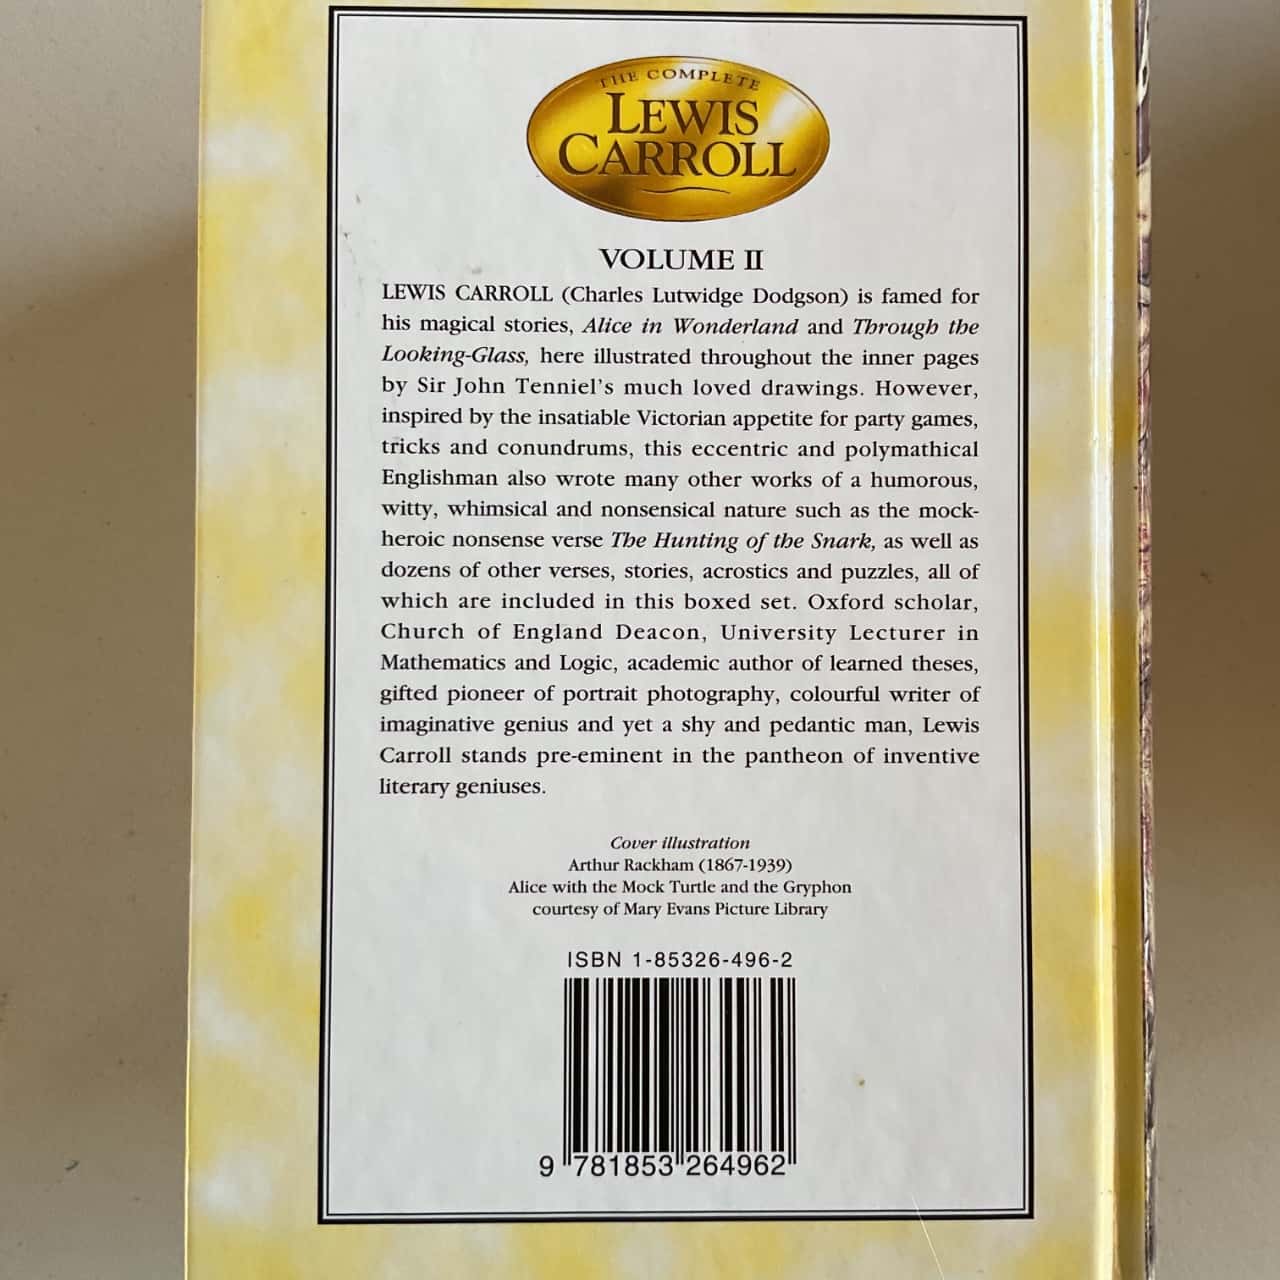 THE COMPLETE
LEWIS
CARROLL
VOLUME II
LEWIS CARROLL (Charles Lutwidge Dodgson) is famed for
his magical stories, Alice in Wonderland and Through the
Looking-Glass, here illustrated throughout the inner pages
by Sir John Tenniel's much loved drawings. However,
inspired by the insatiable Victorian appetite for party games,
tricks and conundrums, this eccentric and polymathical
Englishman also wrote many other works of a humorous,
witty, whimsical and nonsensical nature such as the mock-
heroic nonsense verse The Hunting of the Snark, as well as
dozens of other verses, stories, acrostics and puzzles, all of
which are included in this boxed set. Oxford scholar,
Church of England Deacon, University Lecturer in
Mathematics and Logic, academic author of learned theses,
gifted pioneer of portrait photography, colourful writer of
imaginative genius and yet a shy and pedantic man, Lewis
Carroll stands pre-eminent in the pantheon of inventive
literary geniuses.
Cover illustration
Arthur Rackham (1867-1939)
Alice with the Mock Turtle and the Gryphon
courtesy of Mary Evans Picture Library
ISBN 1-85326-496-2
9 781853 264962